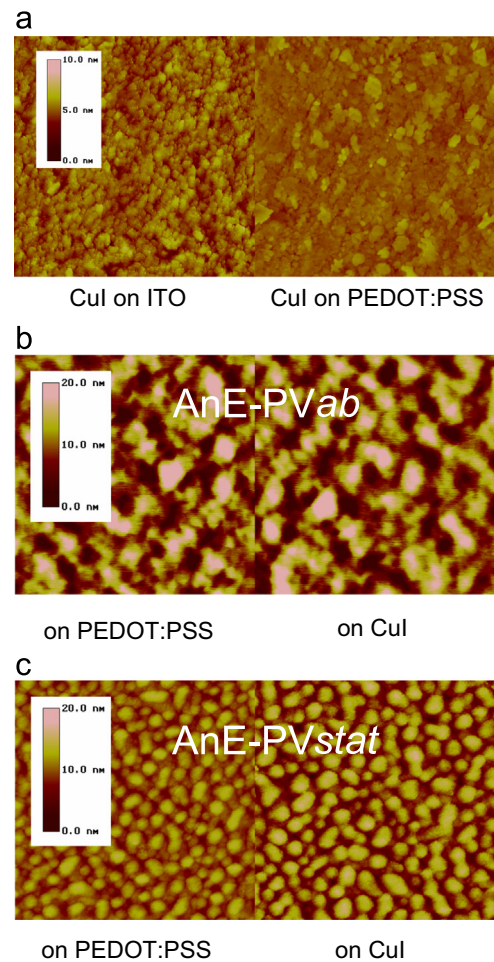 a
10.0 nm
5.0 nm
0.0 nm
CuI on ITO
CuI on PEDOT:PSS
b
20.0 nm
10.0 nm
0.0 nm
AnE-PVab
on PEDOT:PSS
on CuI
c
20.0 nm
10.0 nm
0.0 nm
AnE-PVstat
on PEDOT:PSS
on CuI